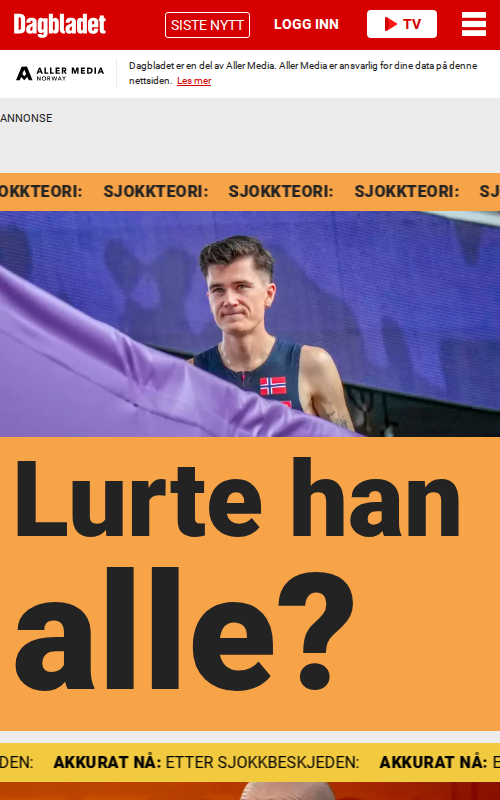 Dagbladet
SISTE NYTT
LOGG INN
TV
ALLER MEDIA
NORWAY
Dagbladet er en del av Aller Media. Aller Media er ansvarlig for dine data på denne
nettsiden. Les mer
ANNONSE
OKKTEORI: SJOKKTEORI: SJOKKTEORI: SJOKKTEORI: SJ
Lurte han
alle?
DEN: AKKURAT NÅ: ETTER SJOKKBESKJEDEN: AKKURAT NÅ: E